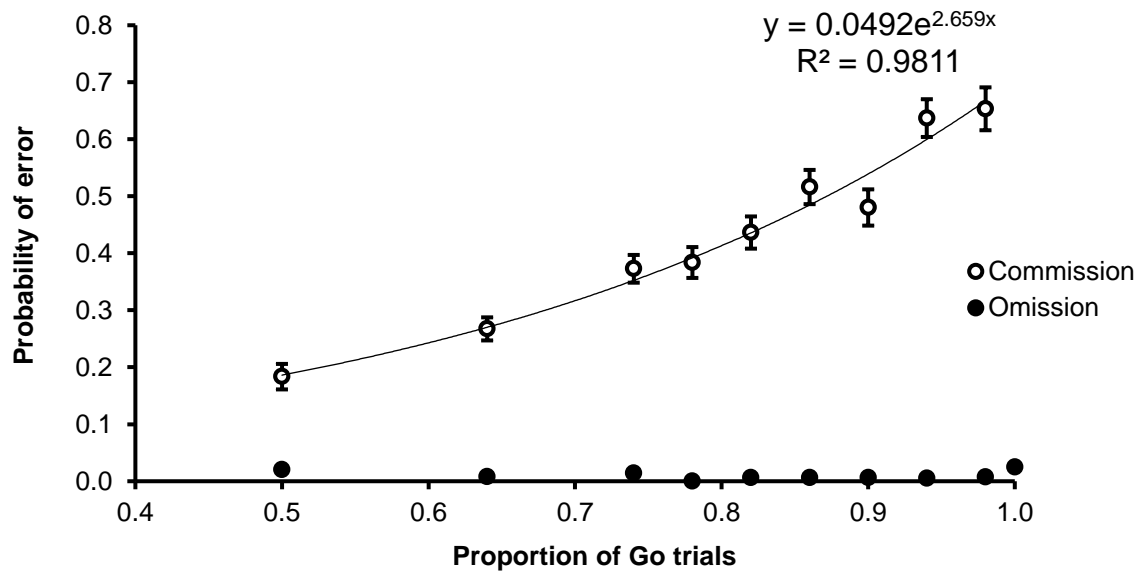 0.8
y = 0.0492e^2.659x
R² = 0.9811
0.7
0.6
0.5
0.4
0.3
0.2
0.1
0.0
Probability of error
Commission
Omission
0.4 0.5 0.6 0.7 0.8 0.9 1.0
Proportion of Go trials